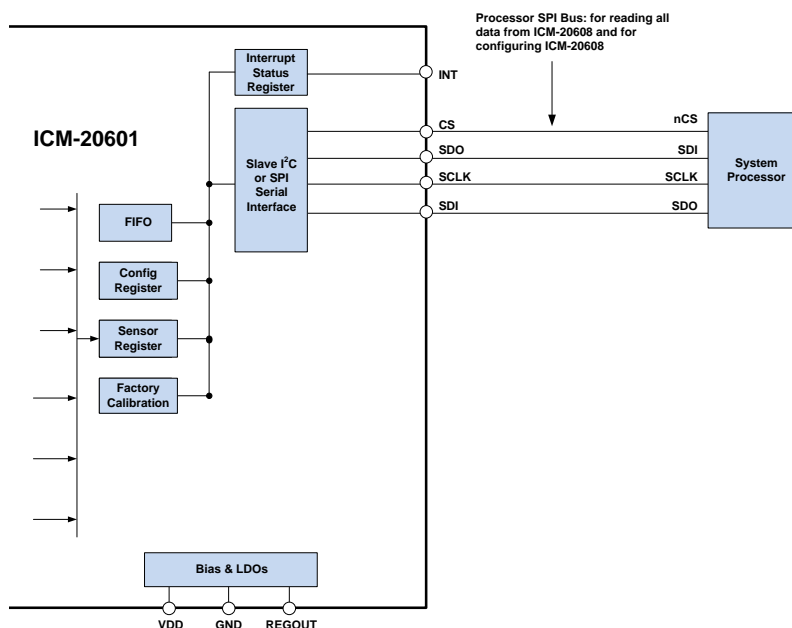 Processor SPI Bus: for reading all
data from ICM-20608 and for
configuring ICM-20608
Interrupt
Status
Register
INT
ICM-20601
CS
nCS
SDO
SDI
Slave I²C
or SPI
Serial
Interface
System
Processor
SCLK
SCLK
SDI
SDO
FIFO
Config
Register
Sensor
Register
Factory
Calibration
Bias & LDOs
VDD
GND
REGOUT